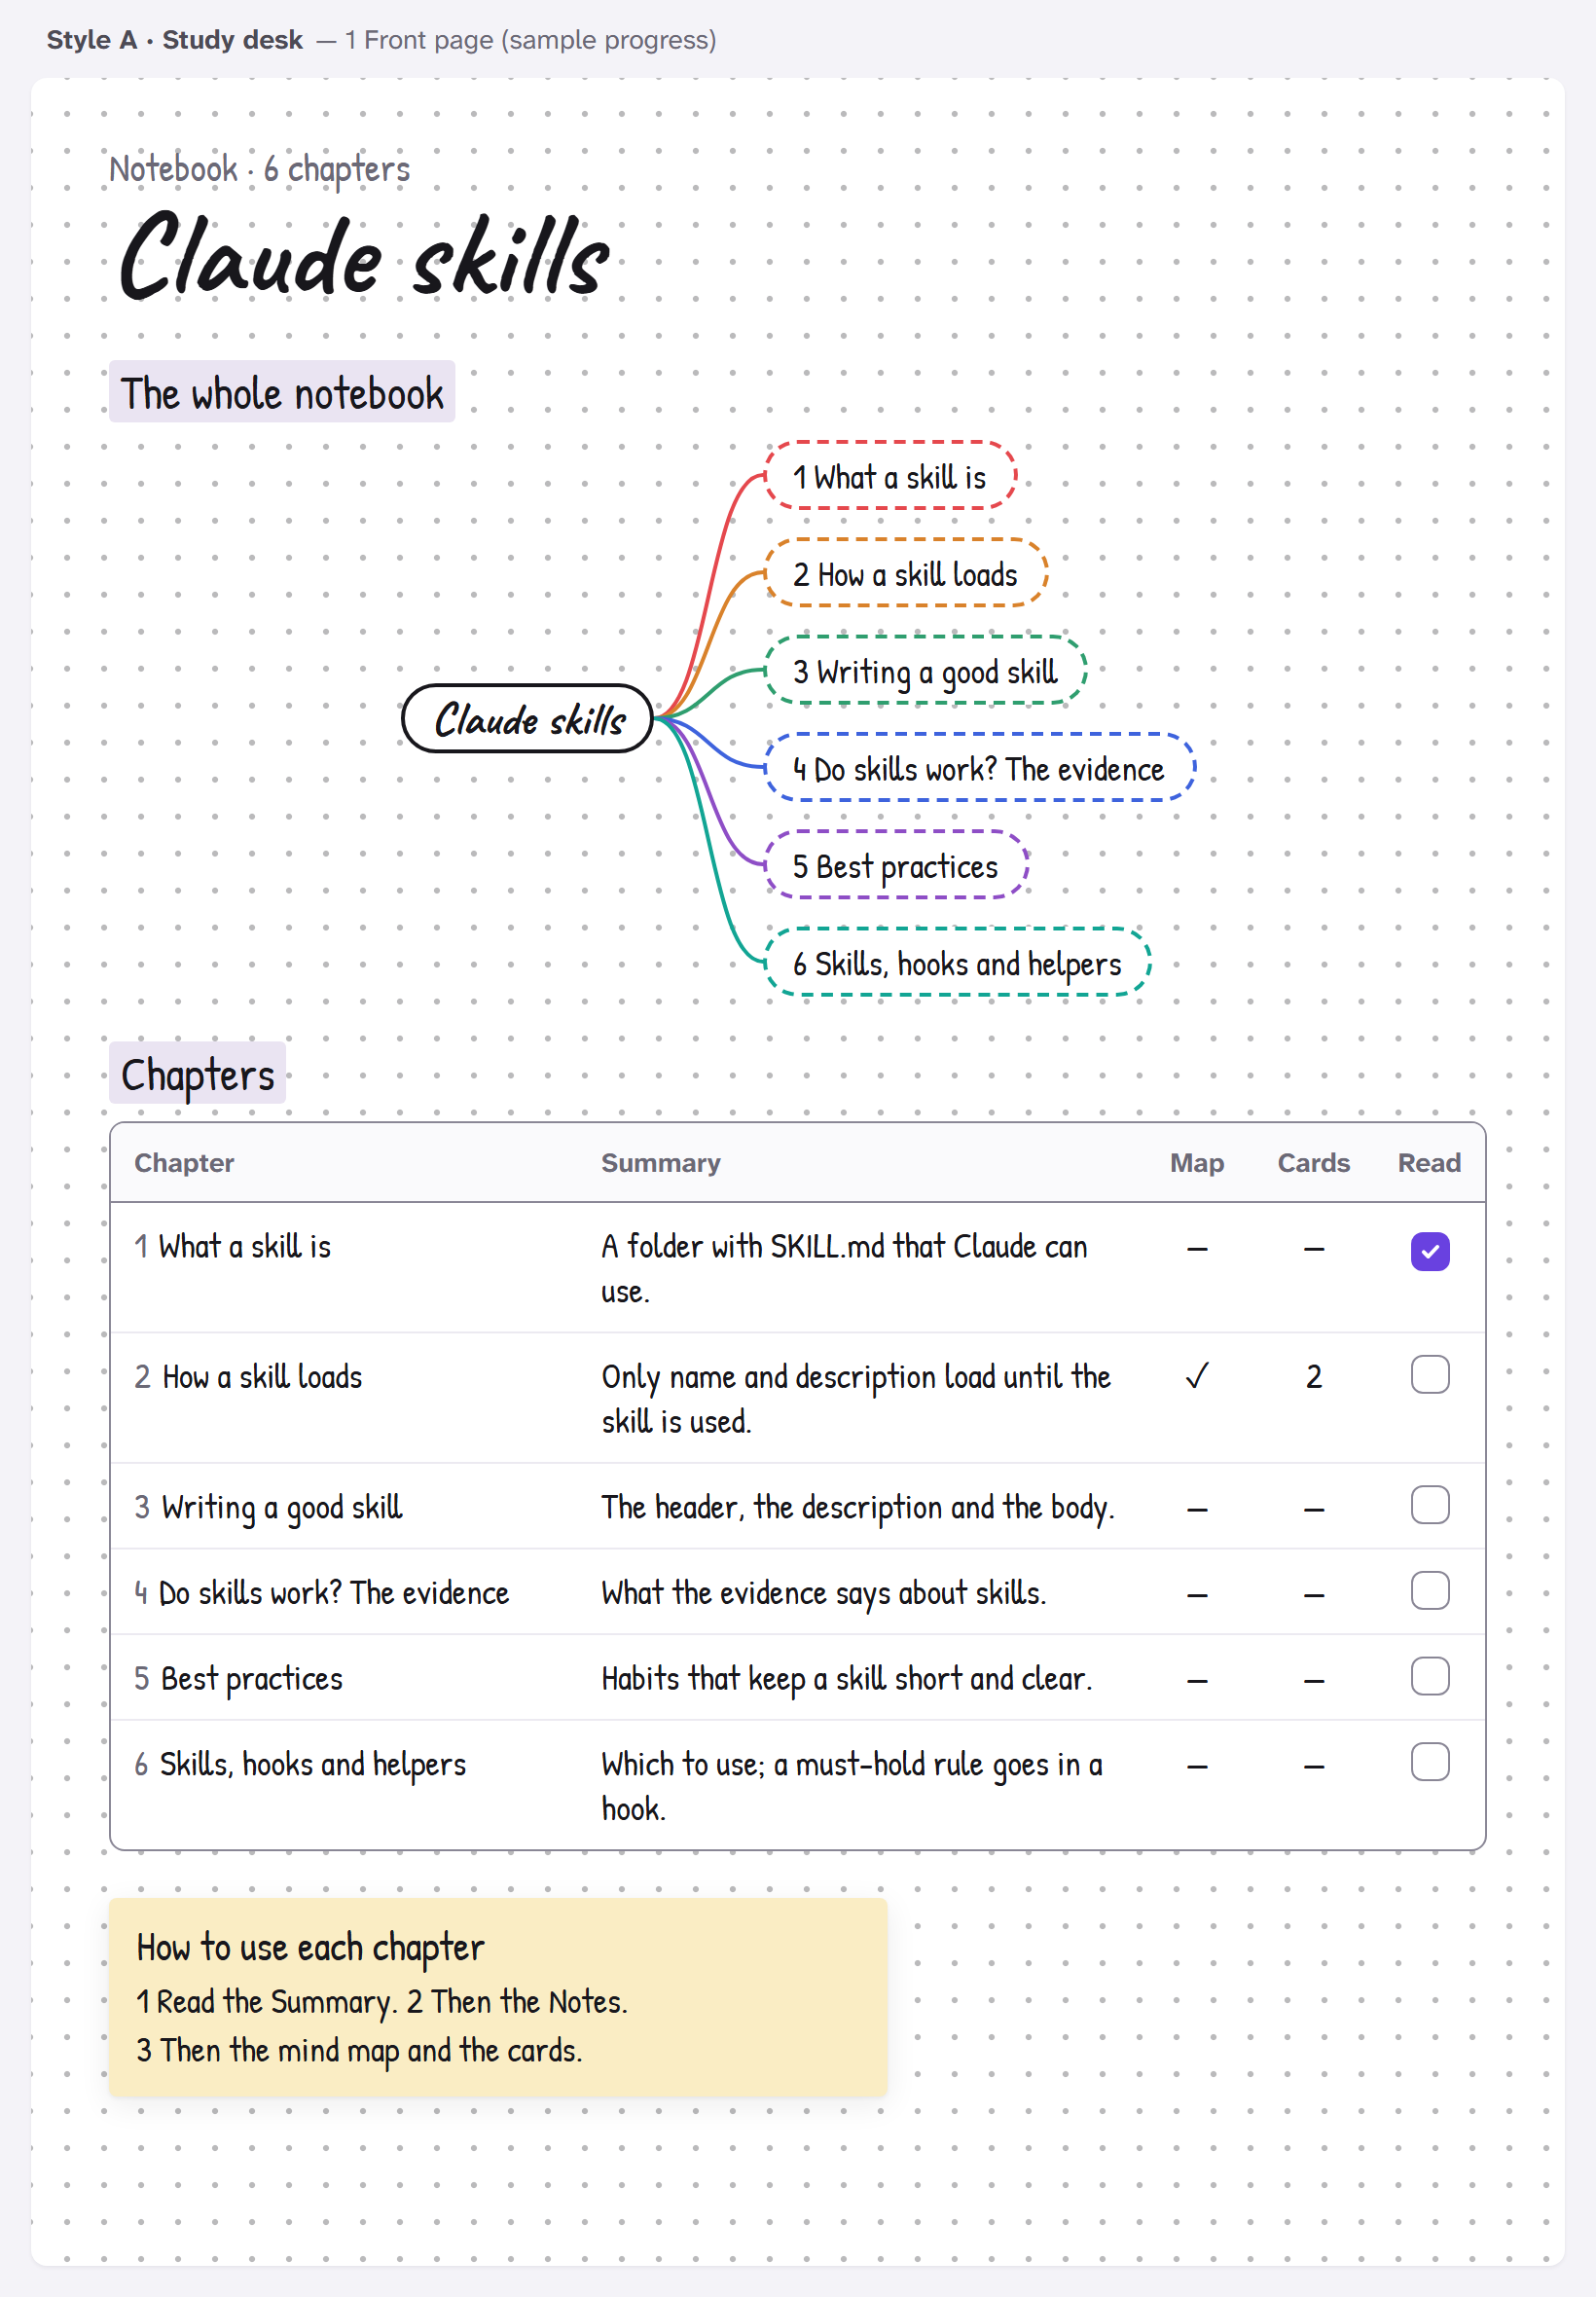 Style A · Study desk — 1 Front page (sample progress)
Notebook · 6 chapters
Claude skills
The whole notebook
1 What a skill is
2 How a skill loads
3 Writing a good skill
Claude skills
4 Do skills work? The evidence
5 Best practices
6 Skills, hooks and helpers
Chapters
Chapter Summary Map Cards Read
1 What a skill is A folder with SKILL.md that Claude can – –
use.
2 How a skill loads Only name and description load until the ✓ 2
skill is used.
3 Writing a good skill The header, the description and the body. – –
4 Do skills work? The evidence What the evidence says about skills. – –
5 Best practices Habits that keep a skill short and clear. – –
6 Skills, hooks and helpers Which to use; a must-hold rule goes in a – –
hook.
How to use each chapter
1 Read the Summary. 2 Then the Notes.
3 Then the mind map and the cards.